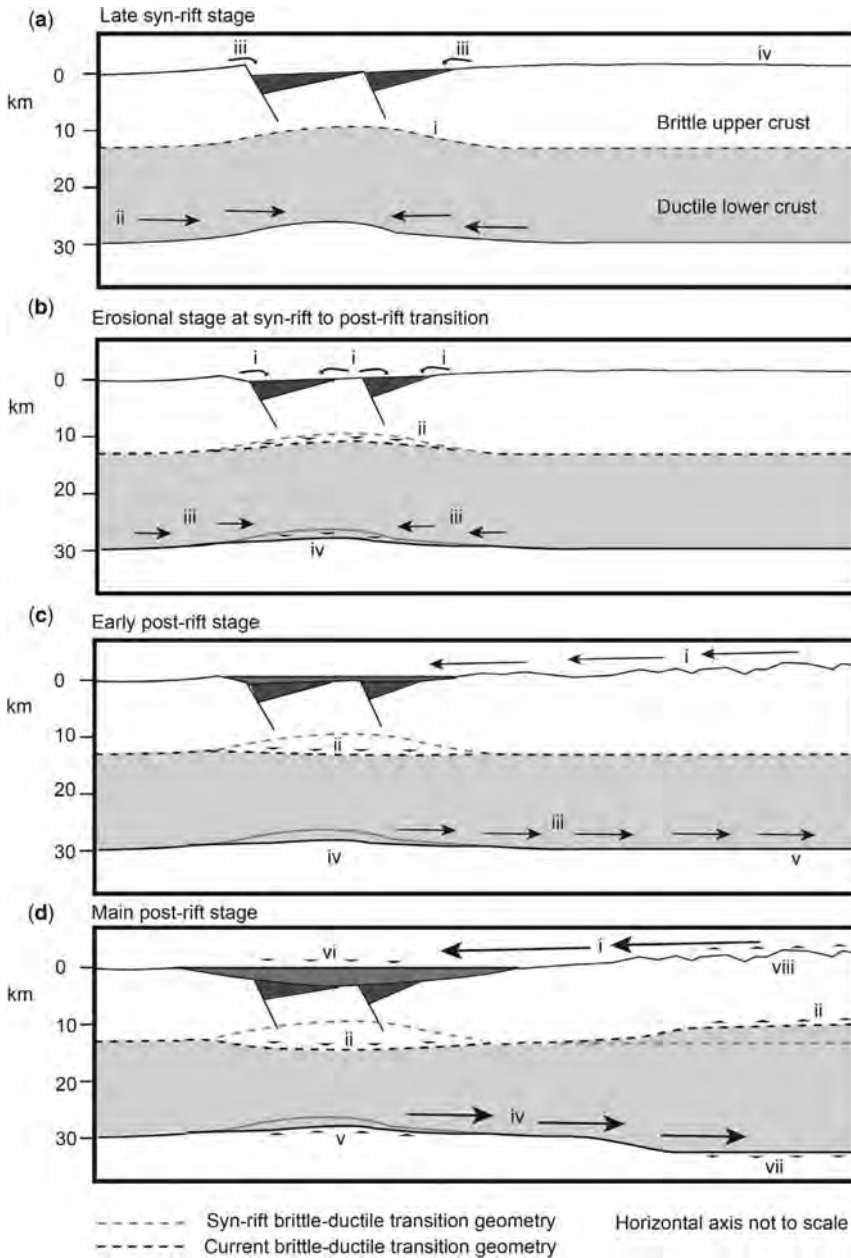 (a) Late syn-rift stage
iii iii iv
0
km
Brittle upper crust
10
i
20
ii
Ductile lower crust
30
(b) Erosional stage at syn-rift to post-rift transition
i i i
0
km
10
ii
20
iii iii
30
iv
(c) Early post-rift stage
i
0
km
10
ii
20
iii
30
iv v
(d) Main post-rift stage
vi i
0
viii
km
ii
10
ii
20
iv
30
v vii
Syn-rift brittle-ductile transition geometry Horizontal axis not to scale
Current brittle-ductile transition geometry